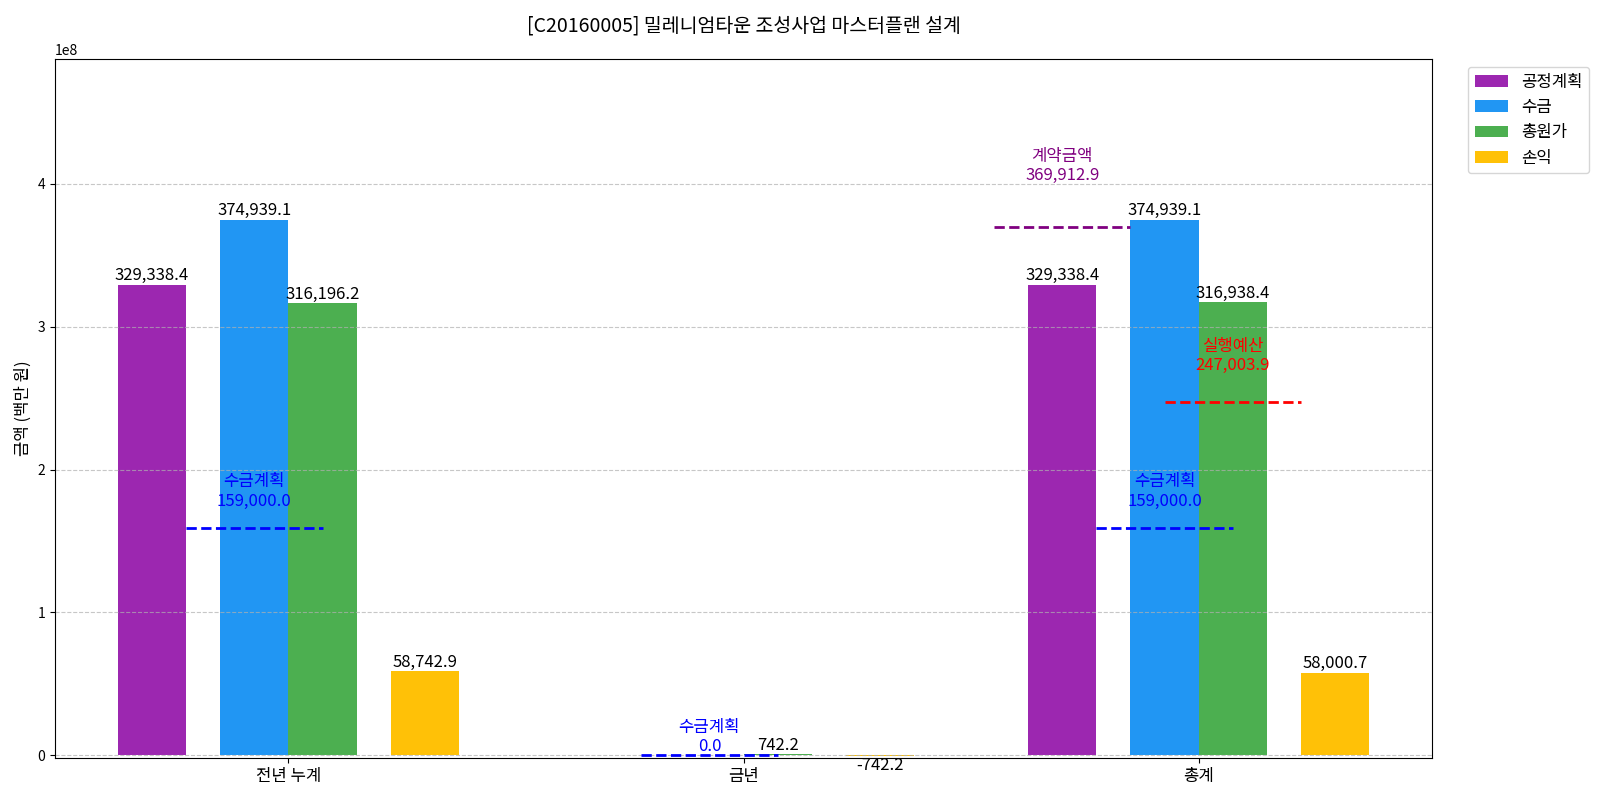 [C20160005] 밀레니엄타운 조성사업 마스터플랜 설계
1e8
공정계획
수금
총원가
손익
금액 (백만 원)
4
3
2
1
0
329,338.4
374,939.1
316,196.2
수금계획
159,000.0
58,742.9
수금계획
0.0
742.2
-742.2
계약금액
369,912.9
329,338.4
374,939.1
316,938.4
실행예산
247,003.9
수금계획
159,000.0
58,000.7
전년 누계
금년
총계